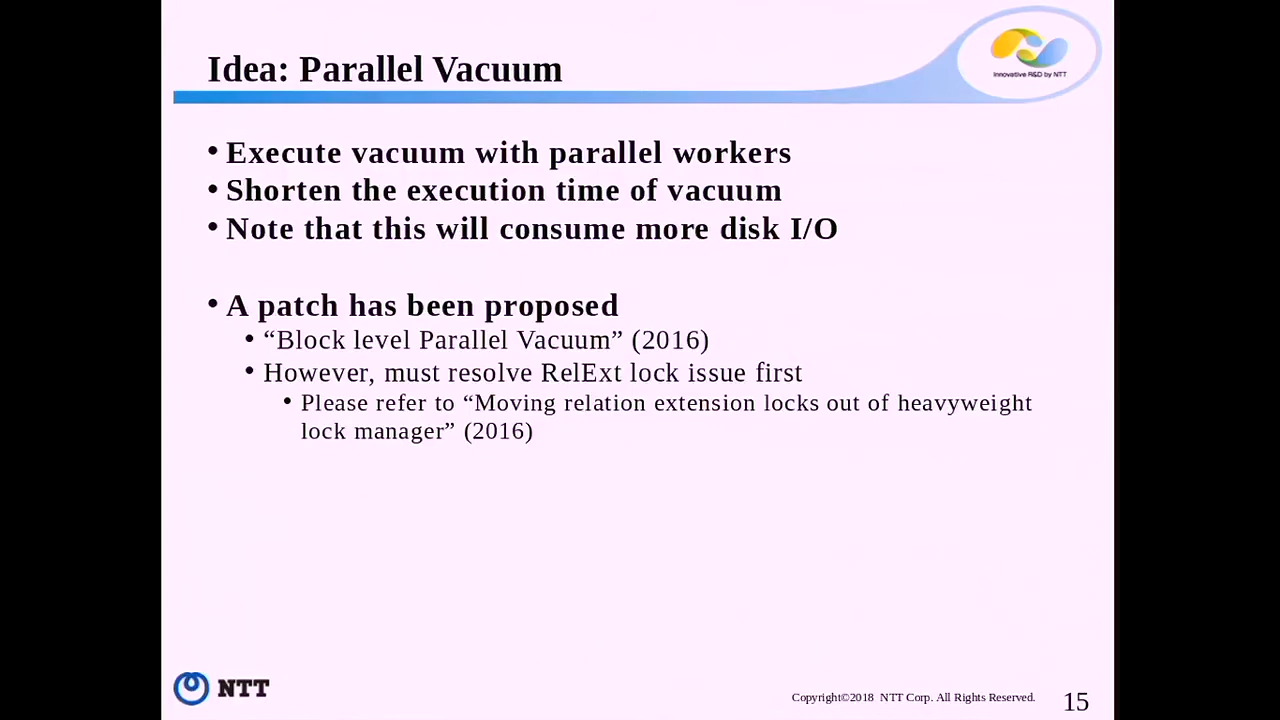 Idea: Parallel Vacuum
Innovative R&D by NTT
• Execute vacuum with parallel workers
• Shorten the execution time of vacuum
• Note that this will consume more disk I/O
• A patch has been proposed
• “Block level Parallel Vacuum” (2016)
• However, must resolve RelExt lock issue first
• Please refer to “Moving relation extension locks out of heavyweight
lock manager” (2016)
NTT
Copyright©2018 NTT Corp. All Rights Reserved.
15